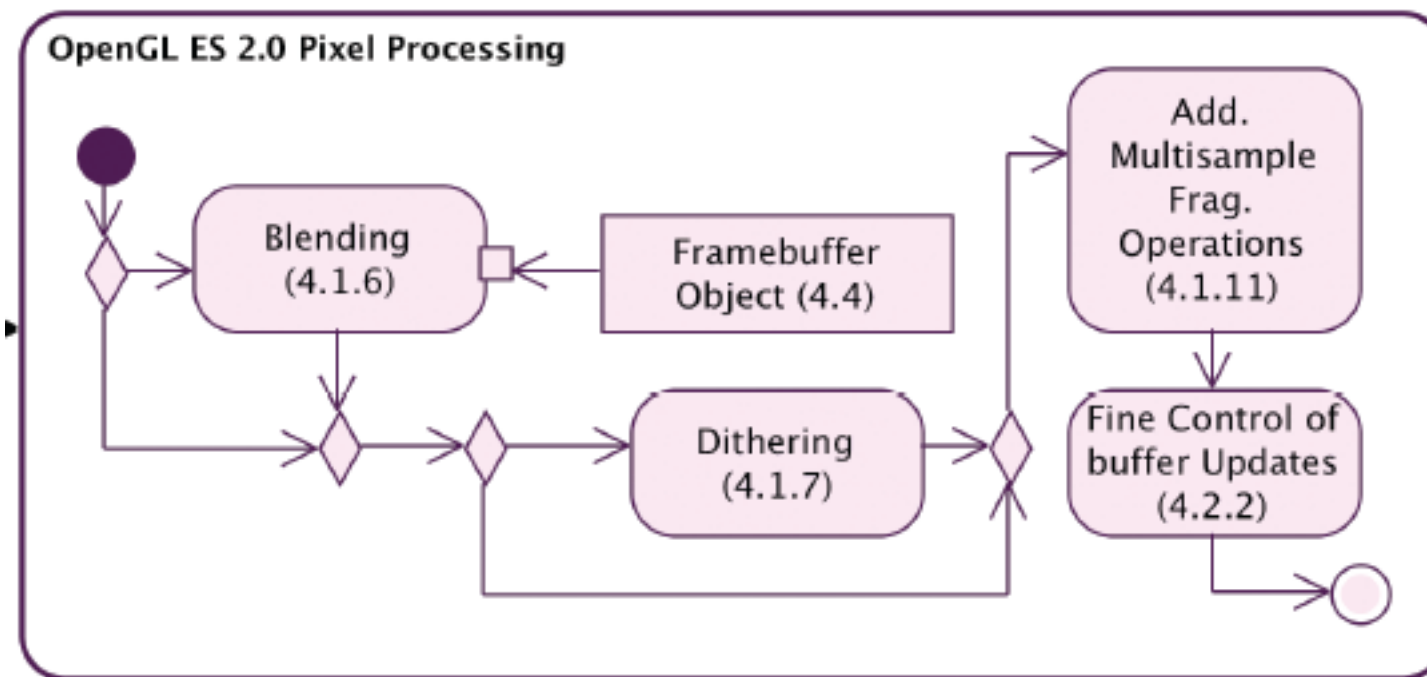 OpenGL ES 2.0 Pixel Processing
Blending
(4.1.6)
Framebuffer
Object (4.4)
Add.
Multisample
Frag.
Operations
(4.1.11)
Dithering
(4.1.7)
Fine Control of
buffer Updates
(4.2.2)